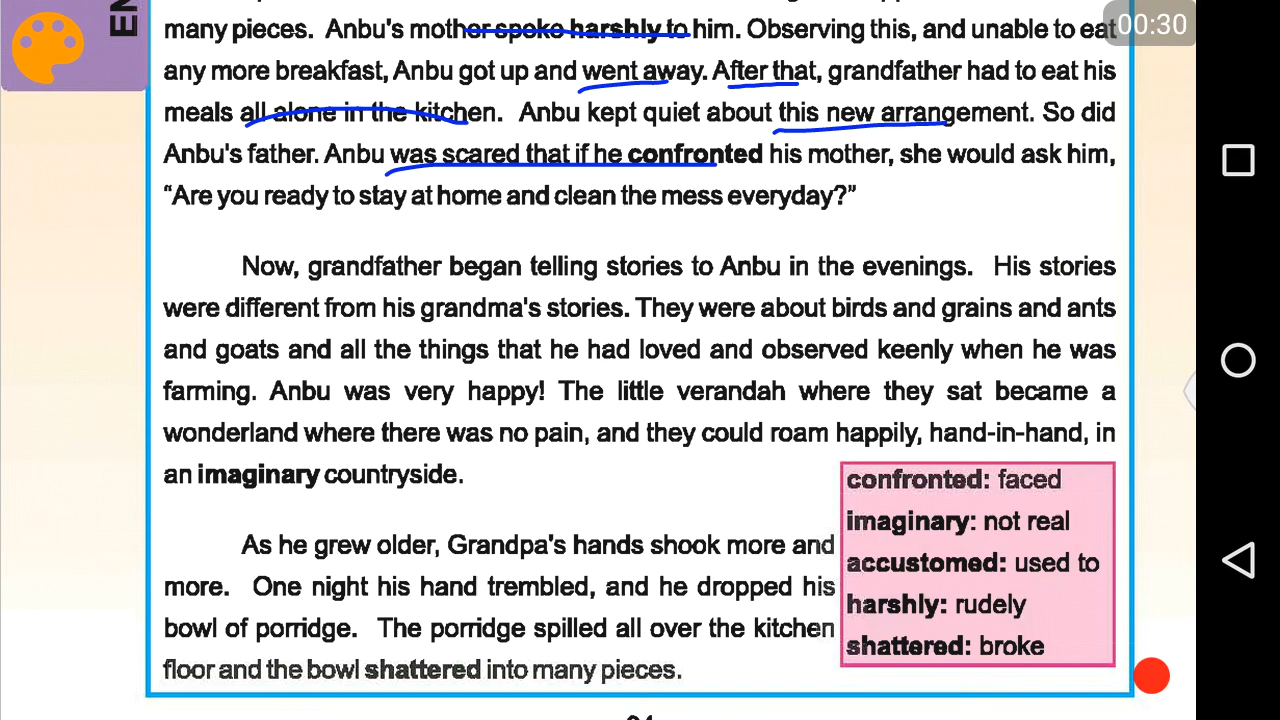 EN
00:30
many pieces. Anbu's mother spoke harshly to him. Observing this, and unable to eat
any more breakfast, Anbu got up and went away. After that, grandfather had to eat his
meals all alone in the kitchen. Anbu kept quiet about this new arrangement. So did
Anbu's father. Anbu was scared that if he confronted his mother, she would ask him,
“Are you ready to stay at home and clean the mess everyday?”
Now, grandfather began telling stories to Anbu in the evenings. His stories
were different from his grandma's stories. They were about birds and grains and ants
and goats and all the things that he had loved and observed keenly when he was
farming. Anbu was very happy! The little verandah where they sat became a
wonderland where there was no pain, and they could roam happily, hand-in-hand, in
an imaginary countryside.
As he grew older, Grandpa's hands shook more and
more. One night his hand trembled, and he dropped his
bowl of porridge. The porridge spilled all over the kitchen
floor and the bowl shattered into many pieces.
confronted: faced
imaginary: not real
accustomed: used to
harshly: rudely
shattered: broke